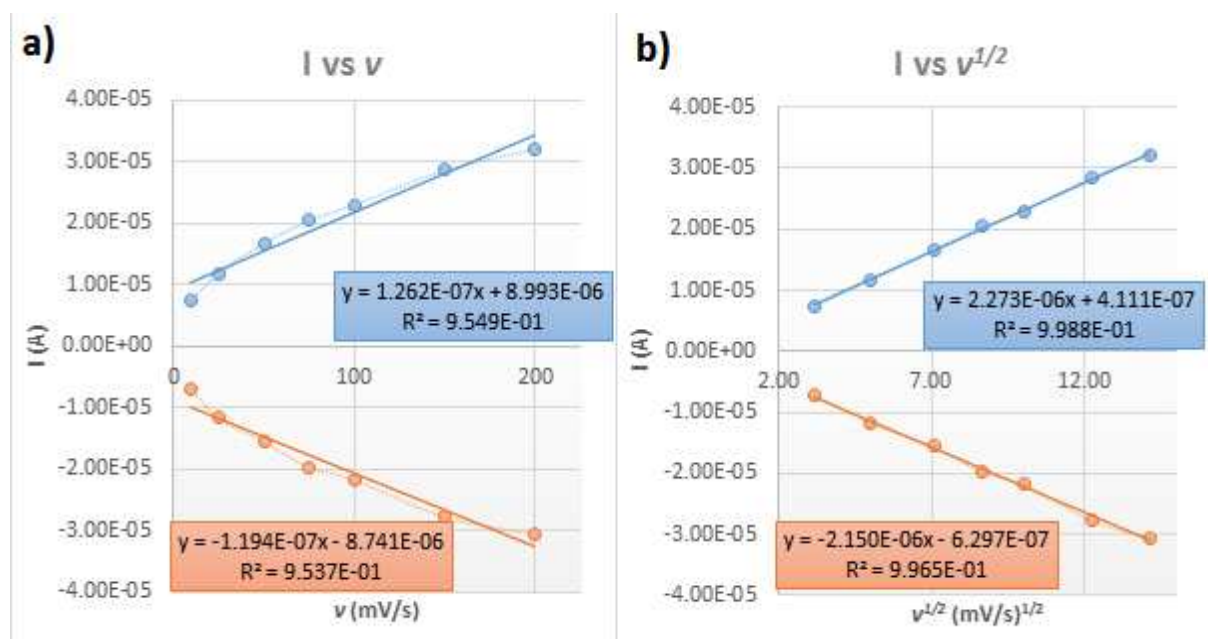 a)
I vs v
4.00E-05
3.00E-05
2.00E-05
1.00E-05
0.00E+00
-1.00E-05
-2.00E-05
-3.00E-05
-4.00E-05
I (A)
0 100 200
y = 1.262E-07x + 8.993E-06
R² = 9.549E-01
y = -1.194E-07x - 8.741E-06
R² = 9.537E-01
v (mV/s)
b)
I vs v^1/2
4.00E-05
3.00E-05
2.00E-05
1.00E-05
0.00E+00
-1.00E-05
-2.00E-05
-3.00E-05
-4.00E-05
I (A)
2.00 7.00 12.00
y = 2.273E-06x + 4.111E-07
R² = 9.988E-01
y = -2.150E-06x - 6.297E-07
R² = 9.965E-01
v^1/2 (mV/s)^1/2